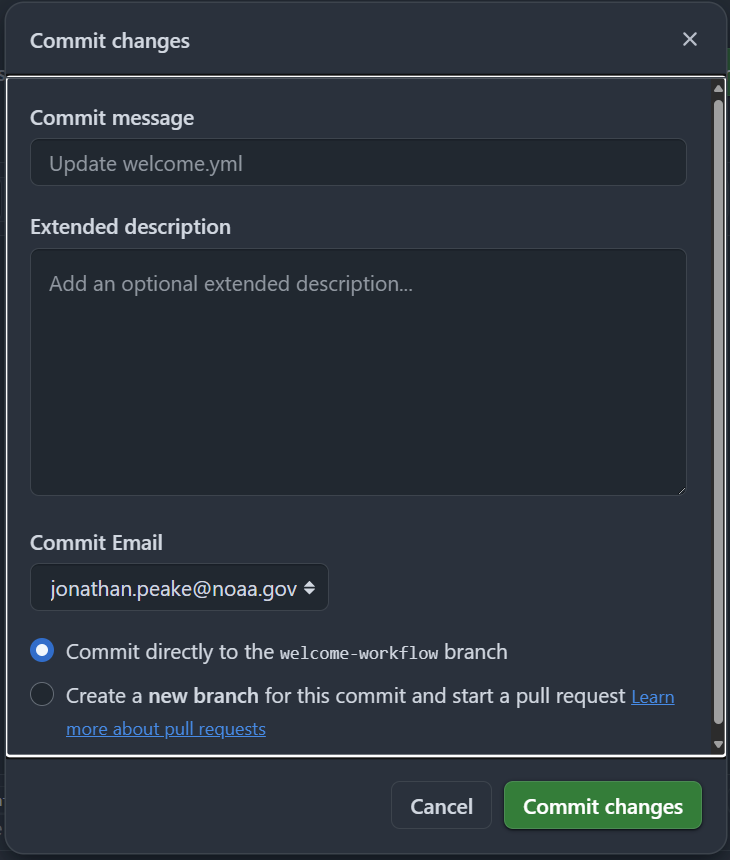 Commit changes
Commit message
Update welcome.yml
Extended description
Add an optional extended description...
Commit Email
jonathan.peake@noaa.gov
Commit directly to the welcome-workflow branch
Create a new branch for this commit and start a pull request Learn
more about pull requests
Cancel
Commit changes